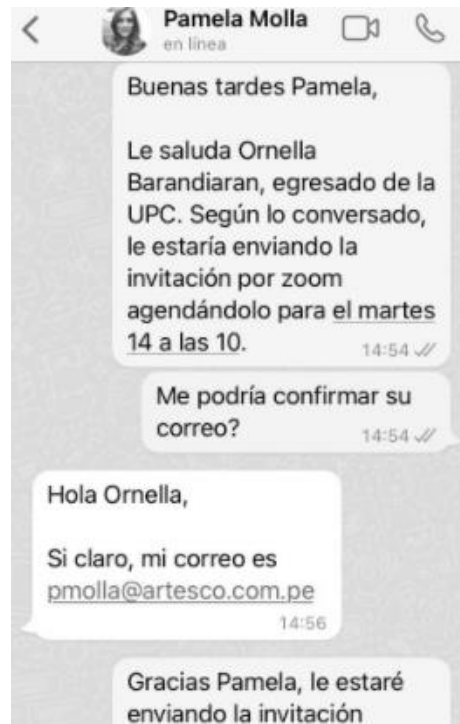 Pamela Molla
en línea
Buenas tardes Pamela,
Le saluda Ornella
Barandiaran, egresado de la
UPC. Según lo conversado,
le estaría enviando la
invitación por zoom
agendándolo para el martes
14 a las 10.
14:54
Me podría confirmar su
correo?
14:54
Hola Ornella,
Si claro, mi correo es
pmolla@artesco.com.pe
14:56
Gracias Pamela, le estaré
enviando la invitación